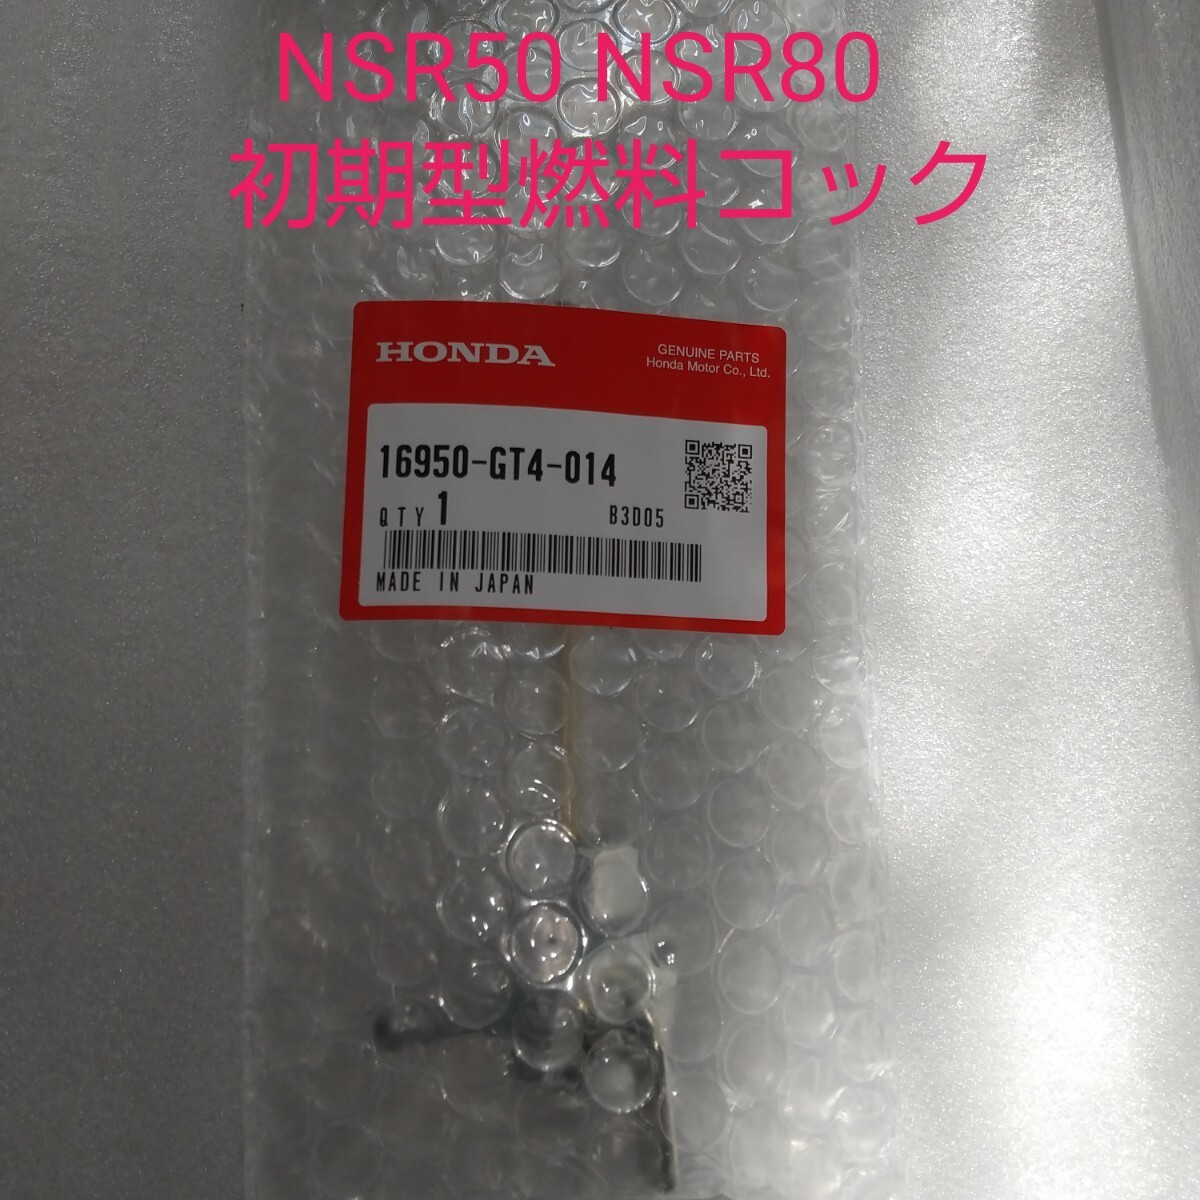 NSR50 NSR80
初期型燃料コック
HONDA
GENUINE PARTS
Honda Motor Co., Ltd.
16950-GT4-014
QTY 1 B3D05
MADE IN JAPAN